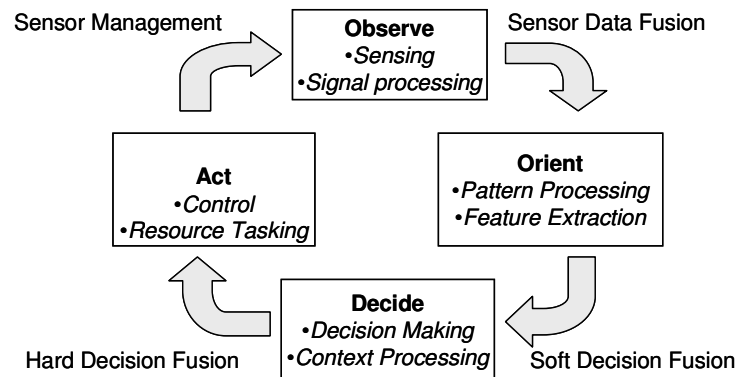 Sensor Management
Observe
•Sensing
•Signal processing
Sensor Data Fusion
Act
•Control
•Resource Tasking
Orient
•Pattern Processing
•Feature Extraction
Decide
•Decision Making
•Context Processing
Hard Decision Fusion
Soft Decision Fusion